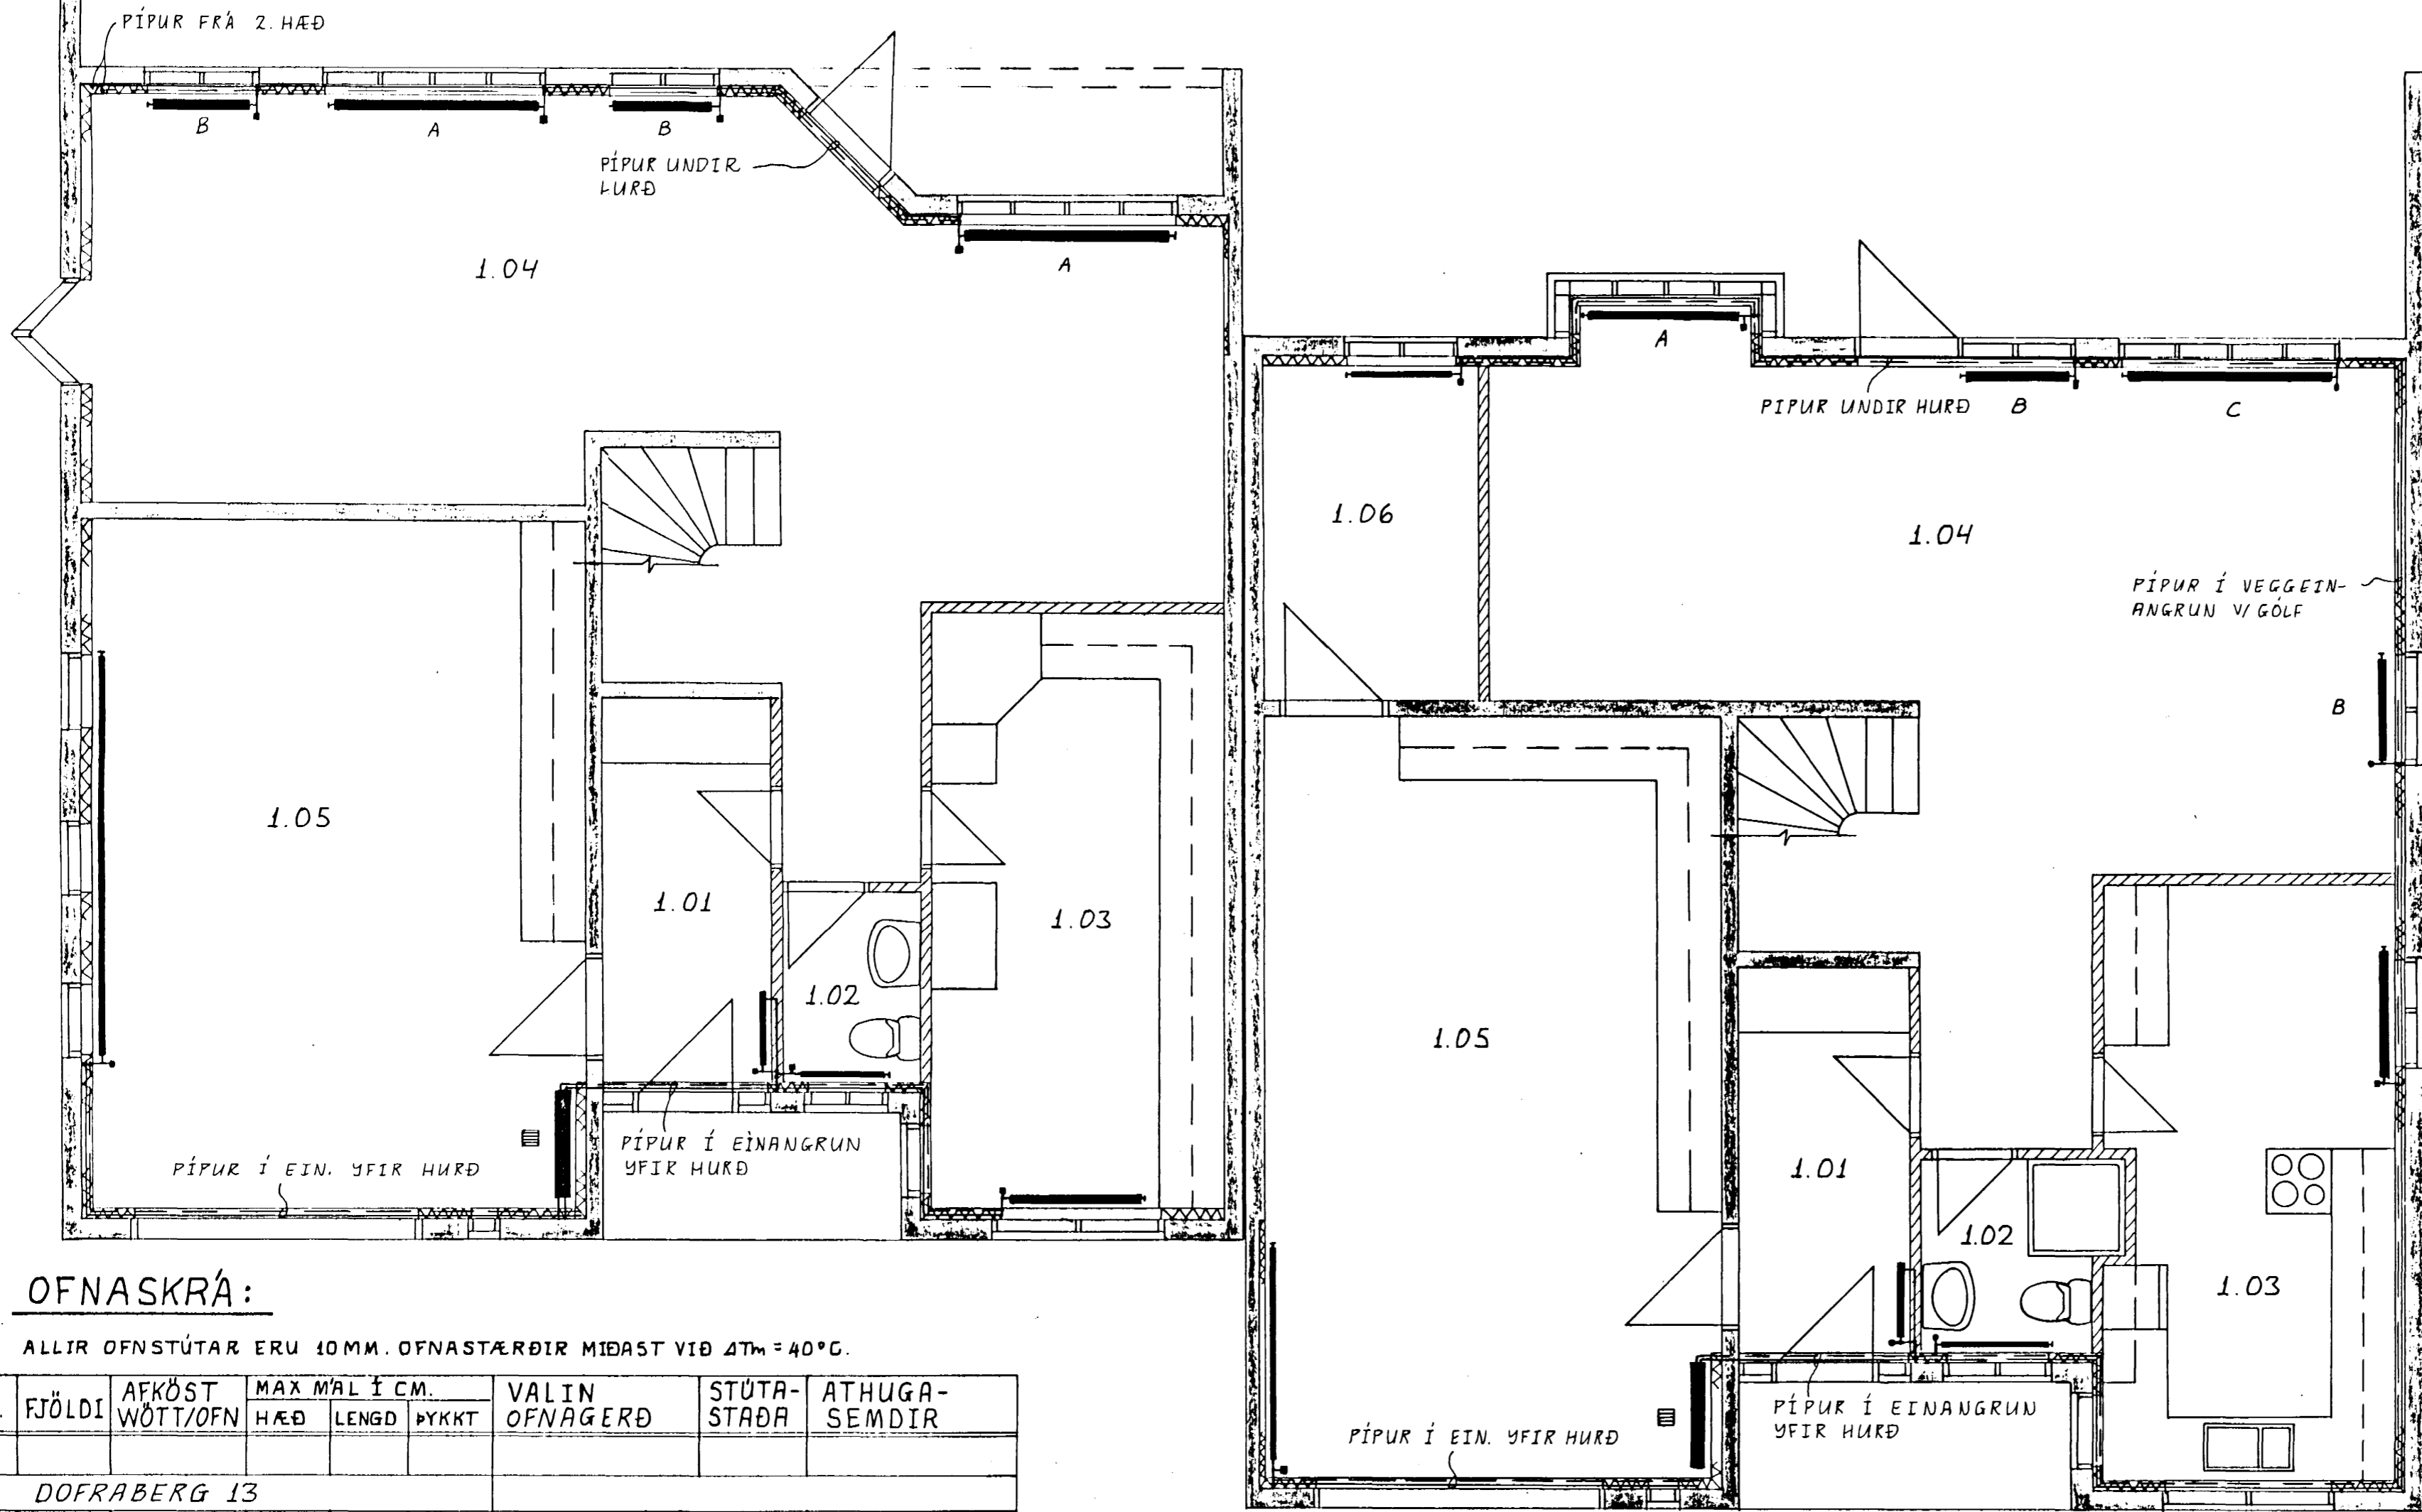 PÍPUR FRÁ 2. HÆÐ
B
A
B
PÍPUR UNDIR
HURÐ
1.04
A
A
PÍPUR UNDIR HURÐ
B
C
1.06
1.04
PÍPUR Í VEGGEIN-
ANGRUN V/GÓLF
B
1.05
1.01
1.03
1.02
1.05
PÍPUR Í EINANGRUN
YFIR HURÐ
PÍPUR Í EIN. YFIR HURÐ
1.01
1.02
1.03
PÍPUR Í EINANGRUN
YFIR HURÐ
PÍPUR Í EIN. YFIR HURÐ
OFNASKRÁ:
ALLIR OFNSTÚTAR ERU 10MM. OFNASTÆRÐIR MIÐAST VIÐ ΔTm = 40°C.
FJÖLDI
AFKÖST
WÖTT/OFN
MAX MÁL Í CM.
HÆÐ LENGD ÞYKKT
VALIN
OFNAGERÐ
STÚTA-
STAÐA
ATHUGA-
SEMDIR
DOFRABERG 13